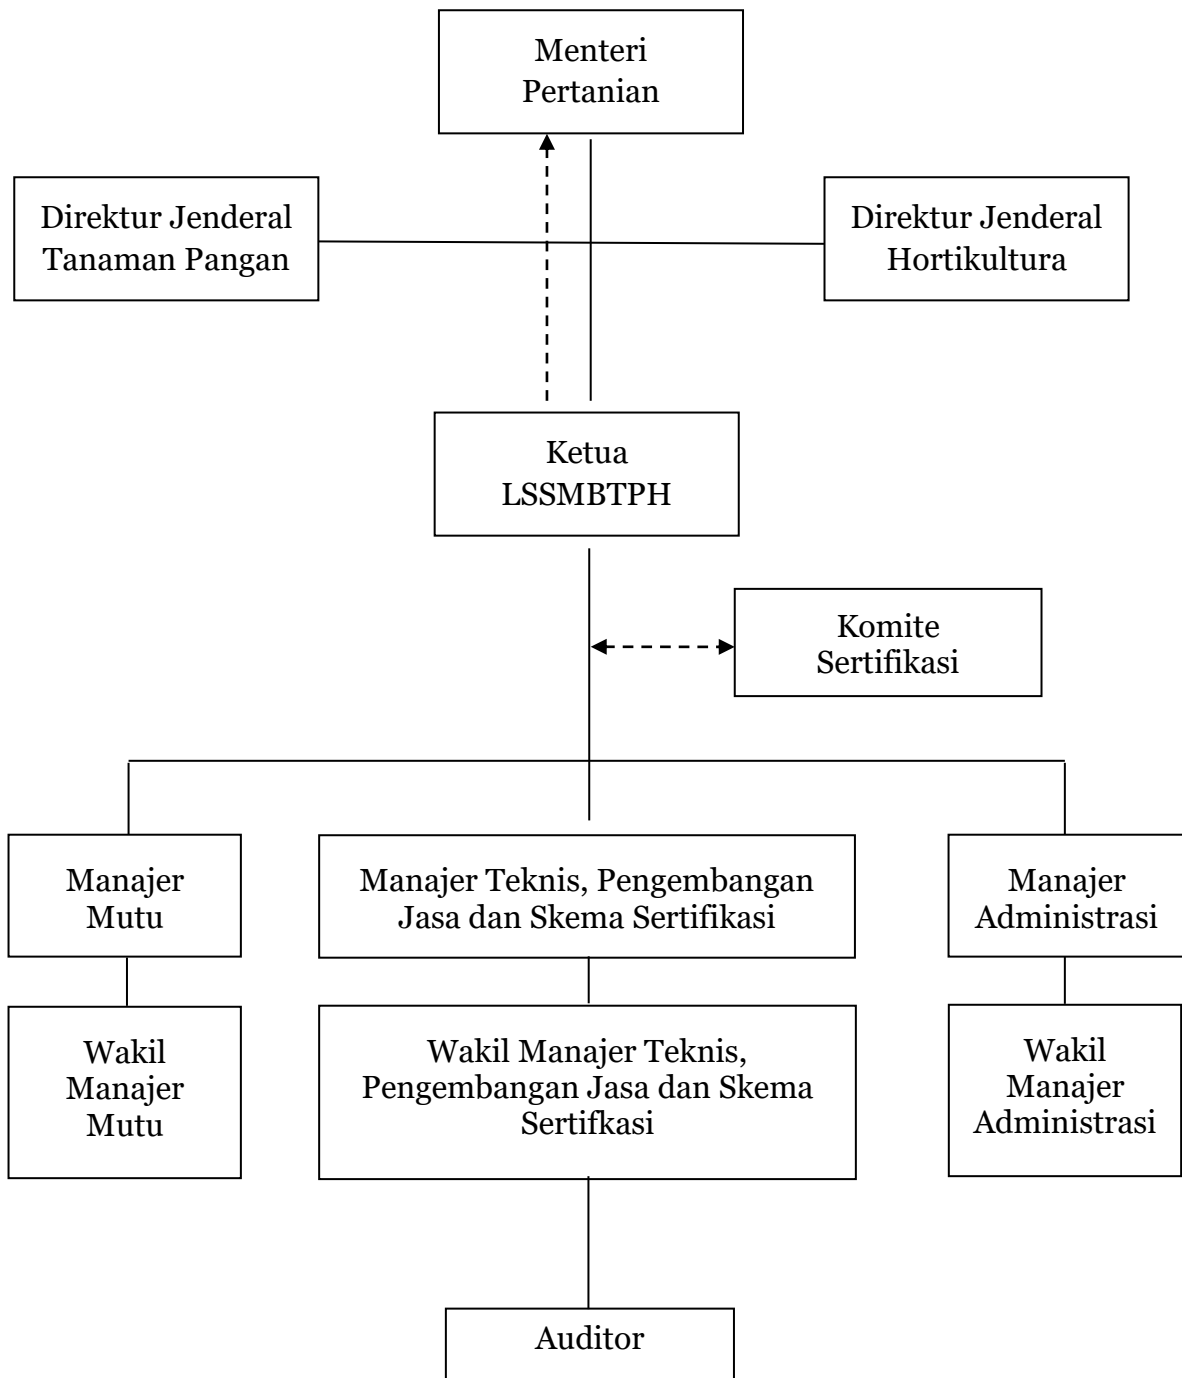 Menteri
Pertanian
Direktur Jenderal
Tanaman Pangan
Direktur Jenderal
Hortikultura
Ketua
LSSMBTPH
Komite
Sertifikasi
Manajer
Mutu
Manajer Teknis, Pengembangan
Jasa dan Skema Sertifikasi
Manajer
Administrasi
Wakil
Manajer
Mutu
Wakil Manajer Teknis,
Pengembangan Jasa dan Skema
Sertifkasi
Wakil
Manajer
Administrasi
Auditor